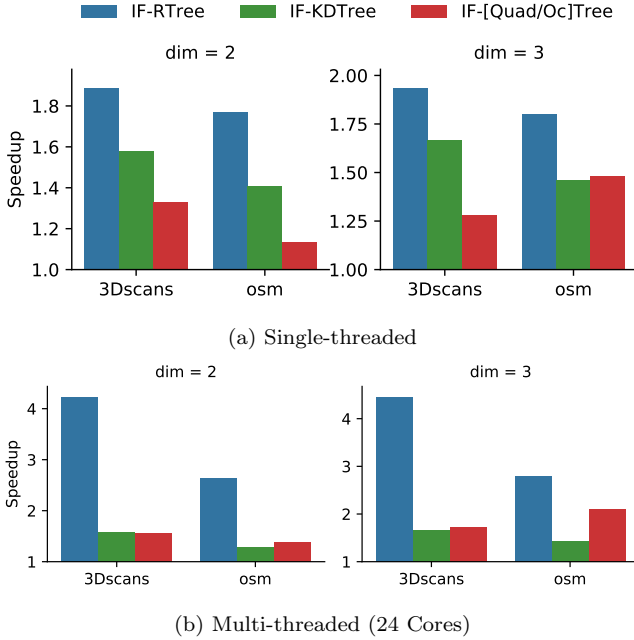 IF-RTree IF-KDTree IF-[Quad/Oc]Tree
dim = 2
Speedup
1.8
1.6
1.4
1.2
1.0
3Dscans osm
dim = 3
2.00
1.75
1.50
1.25
1.00
3Dscans osm
(a) Single-threaded
dim = 2
Speedup
4
3
2
1
3Dscans osm
dim = 3
4
3
2
1
3Dscans osm
(b) Multi-threaded (24 Cores)